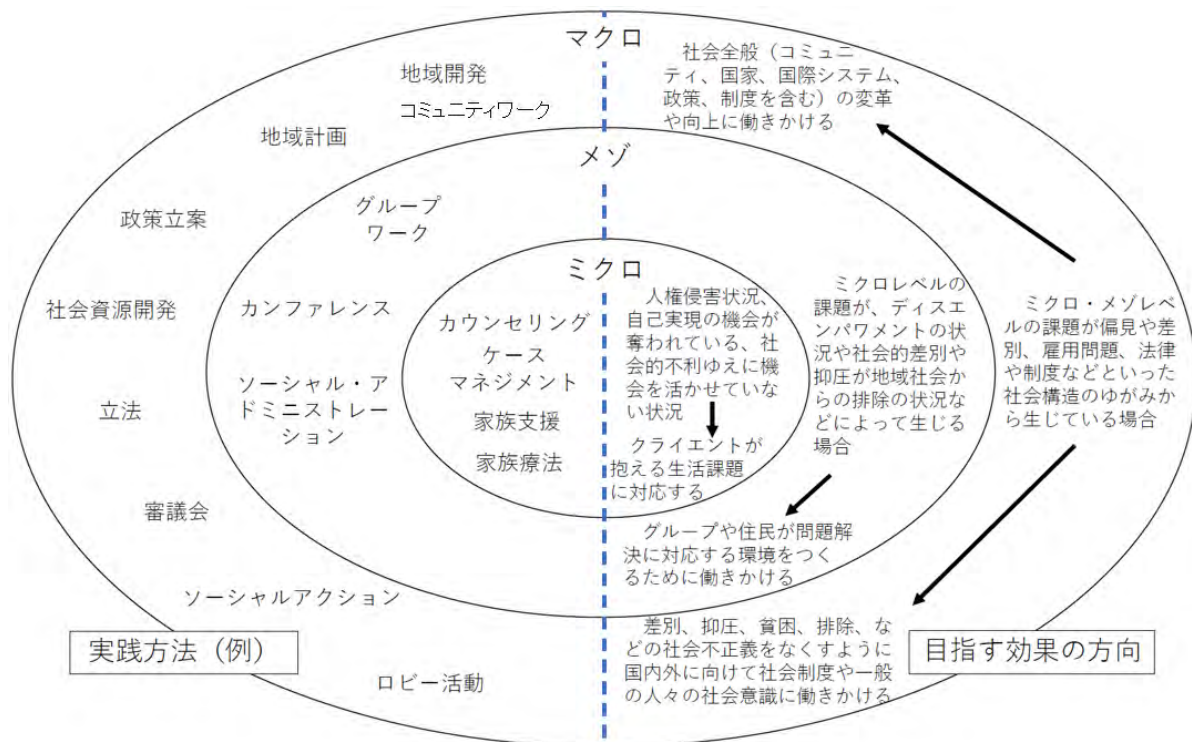 マクロ
地域開発
コミュニティワーク
地域計画
政策立案
社会資源開発
立法
審議会
ソーシャルアクション
ロビー活動
実践方法（例）
社会全般（コミュニ
ティ、国家、国際システム、
政策、制度を含む）の変革
や向上に働きかける
ミクロ・メゾレベ
ルの課題が偏見や差
別、雇用問題、法律
や制度などといった
社会構造のゆがみか
ら生じている場合
差別、抑圧、貧困、排除、な
どの社会不正義をなくすように
国内外に向けて社会制度や一般
の人々の社会意識に働きかける
目指す効果の方向
メゾ
グループ
ワーク
カンファレンス
ソーシャル・ア
ドミニストレー
ション
ミクロレベルの
課題が、ディスエ
ンパワメントの状
況や社会的差別や
抑圧が地域社会か
らの排除の状況な
どによって生じる
場合
グループや住民が問題解
決に対応する環境をつく
るために働きかける
ミクロ
カウンセリング
ケース
マネジメント
家族支援
家族療法
人権侵害状況、
自己実現の機会が
奪われている、社
会的不利ゆえに機
会を活かせていな
い状況
クライエントが
抱える生活課題
に対応する